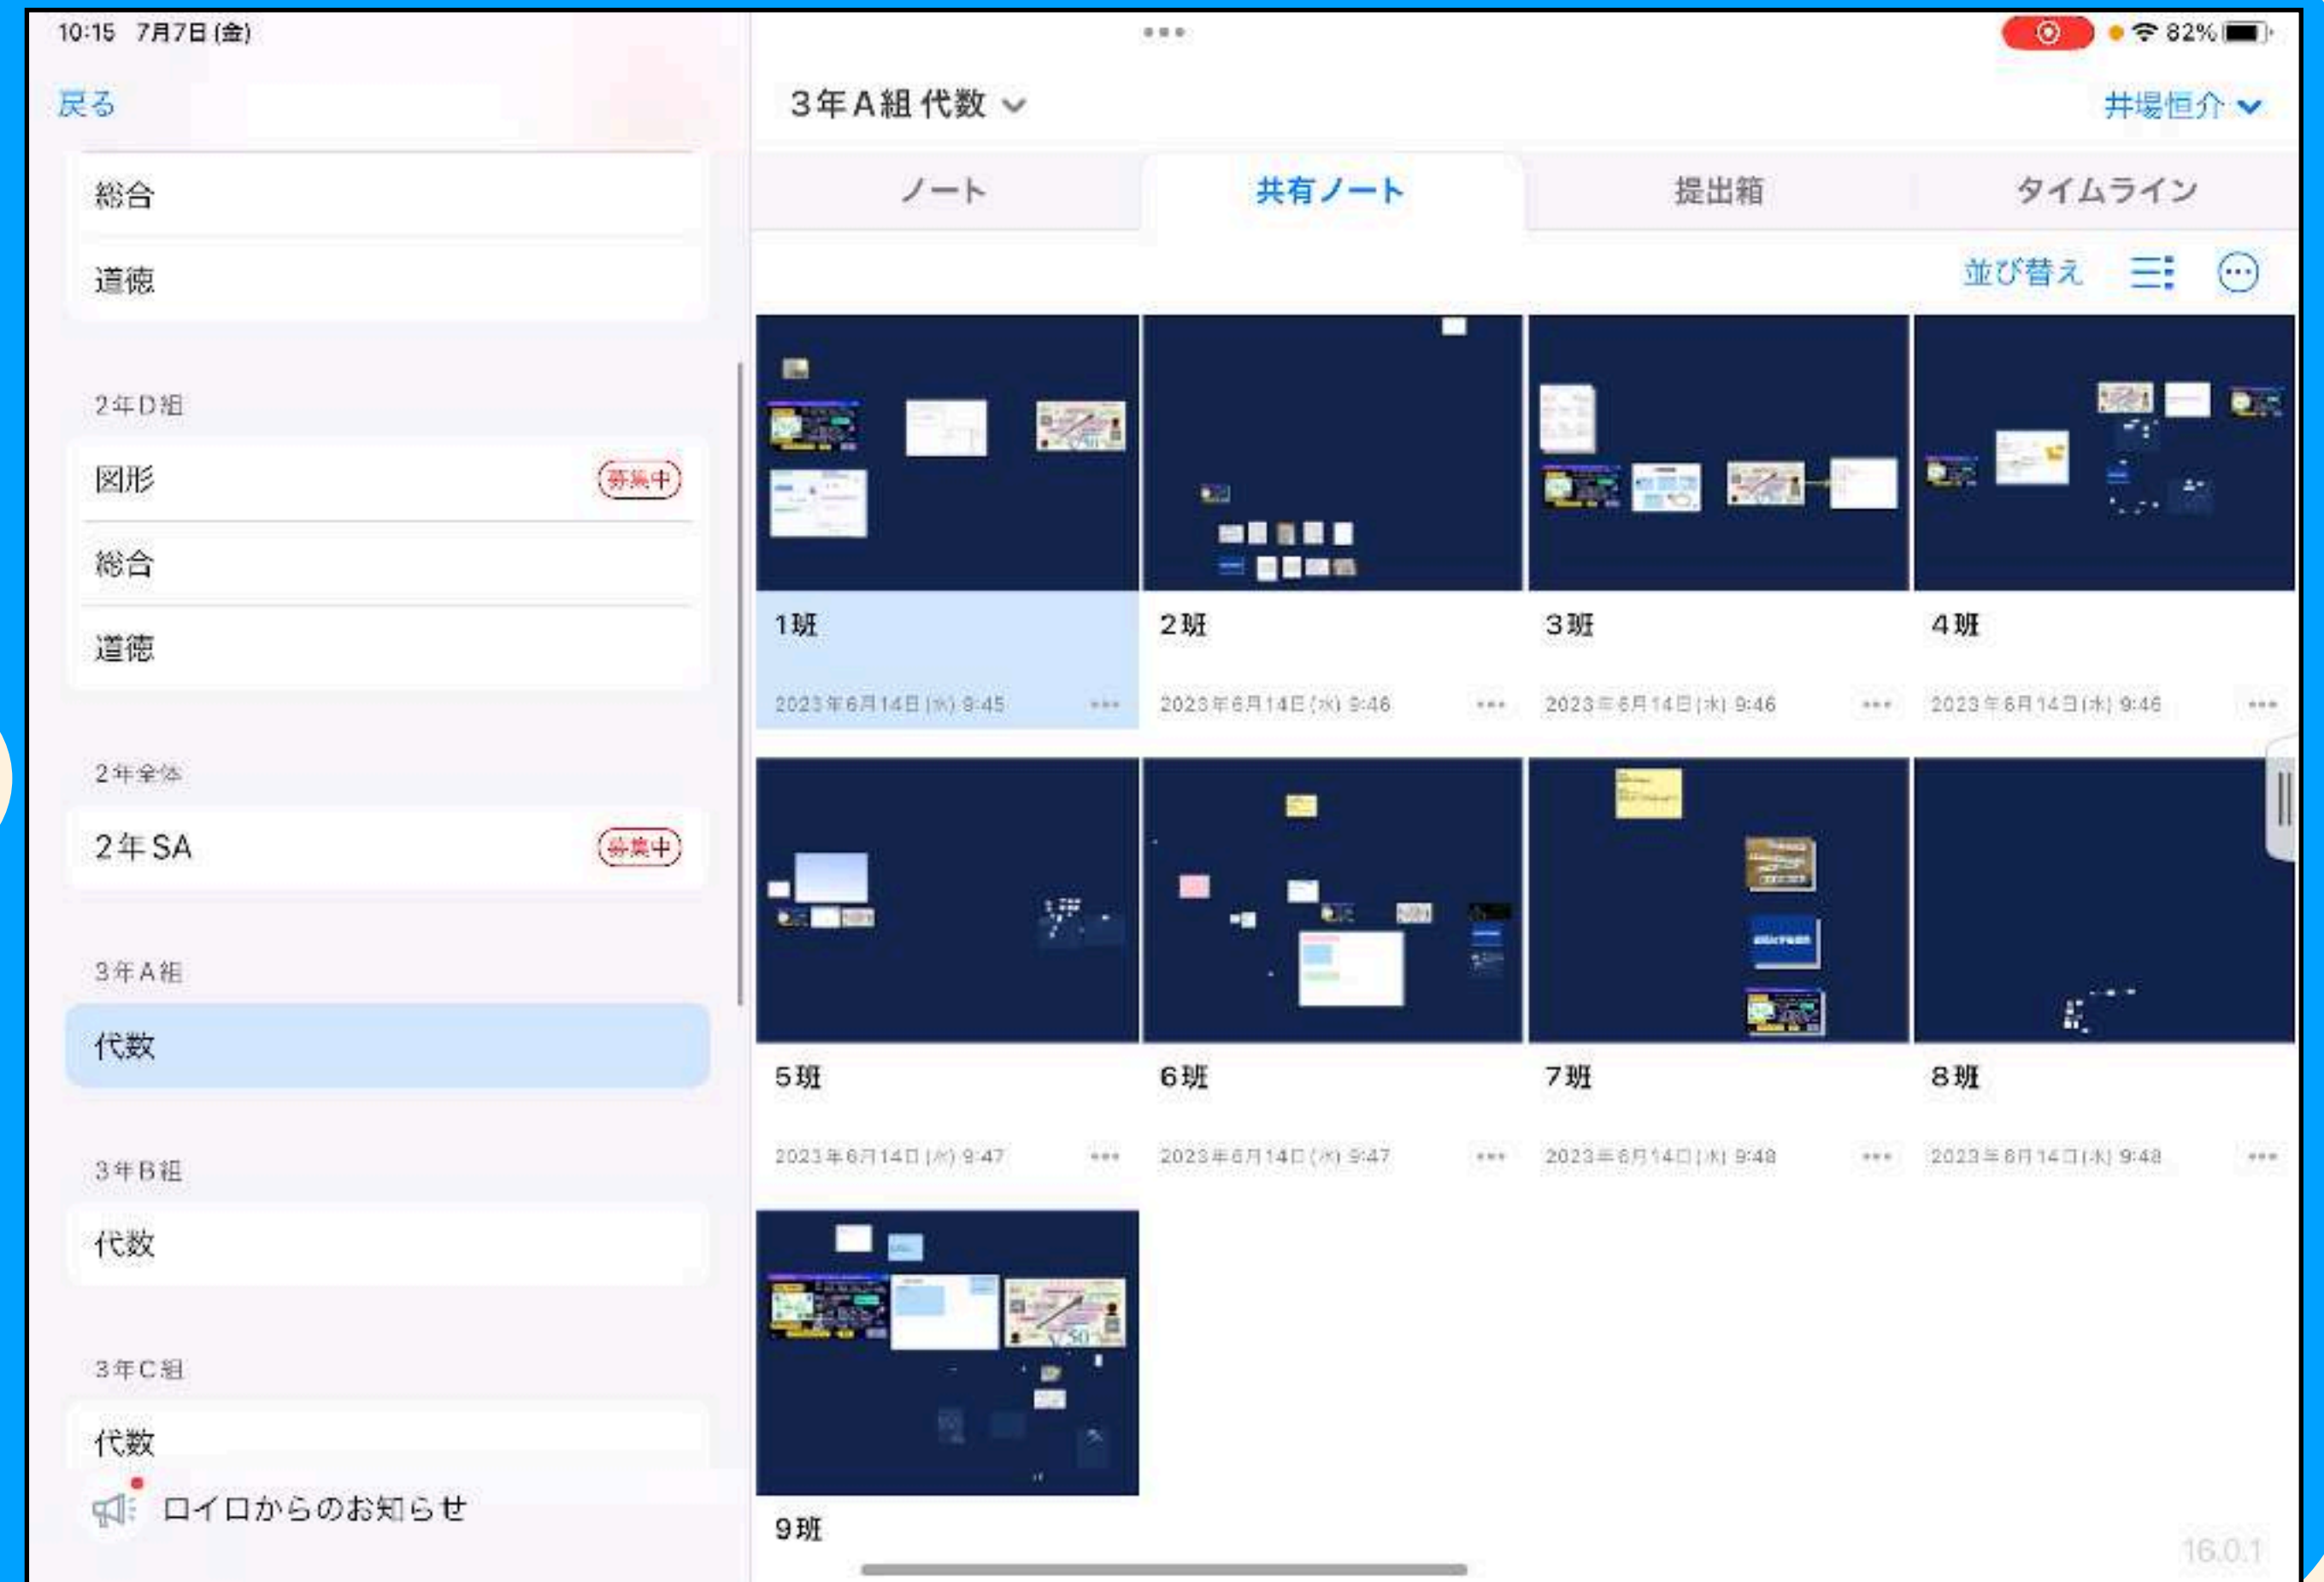 10:15 7月7日(金)
82%
戻る
3年A組 代数
井場恒介
ノート
共有ノート
提出箱
タイムライン
並び替え
総合
道徳
2年D組
図形
募集中
総合
道徳
2年全体
2年SA
募集中
3年A組
代数
3年B組
代数
3年C組
代数
ロイロからのお知らせ
1班
2班
3班
4班
2023年6月14日(水) 9:45
2023年6月14日(水) 9:46
2023年6月14日(水) 9:46
2023年6月14日(水) 9:46
5班
6班
7班
8班
2023年6月14日(水) 9:47
2023年6月14日(水) 9:47
2023年6月14日(水) 9:48
2023年6月14日(水) 9:48
9班
16.0.1